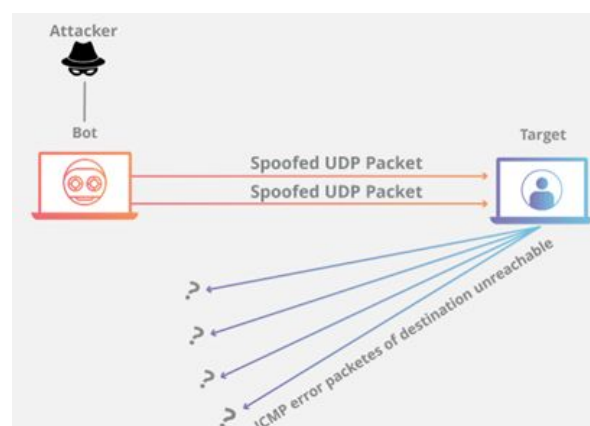 Attacker
Bot
Target
Spoofed UDP Packet
Spoofed UDP Packet
?
?
?
?
ICMP error packetes of destination unreachable